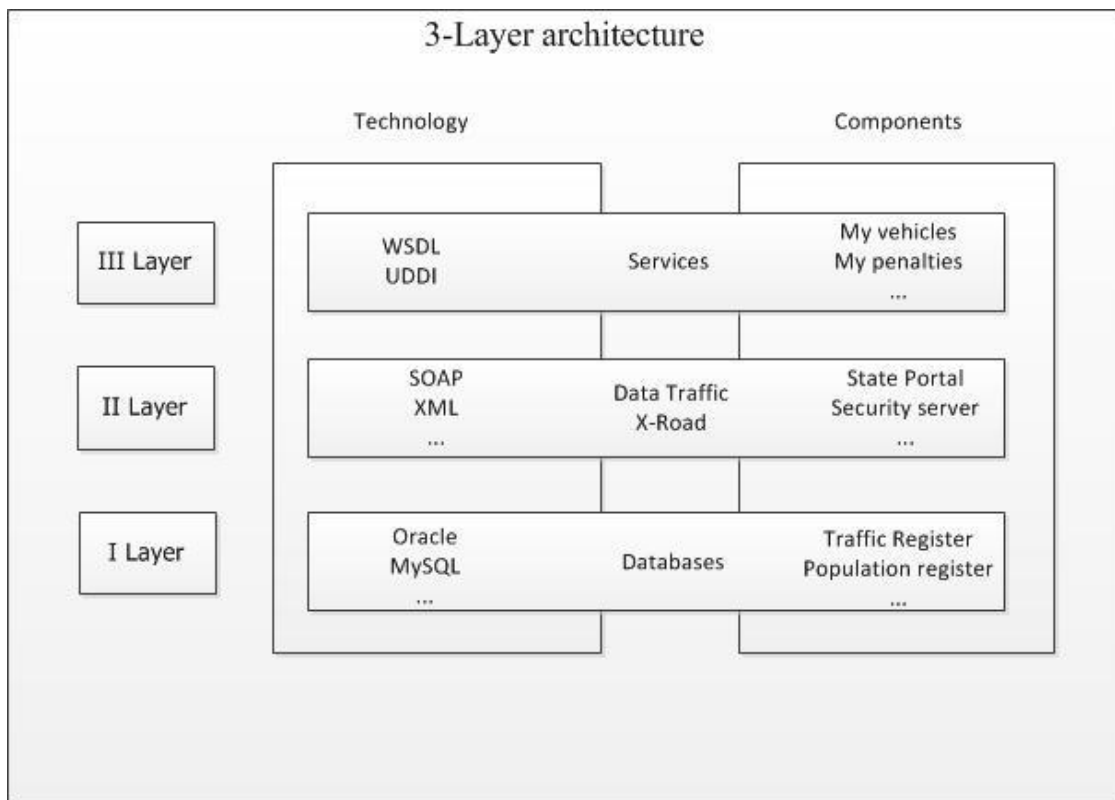 3-Layer architecture
Technology
Components
III Layer
WSDL
UDDI
Services
My vehicles
My penalties
...
II Layer
SOAP
XML
...
Data Traffic
X-Road
State Portal
Security server
...
I Layer
Oracle
MySQL
...
Databases
Traffic Register
Population register
...